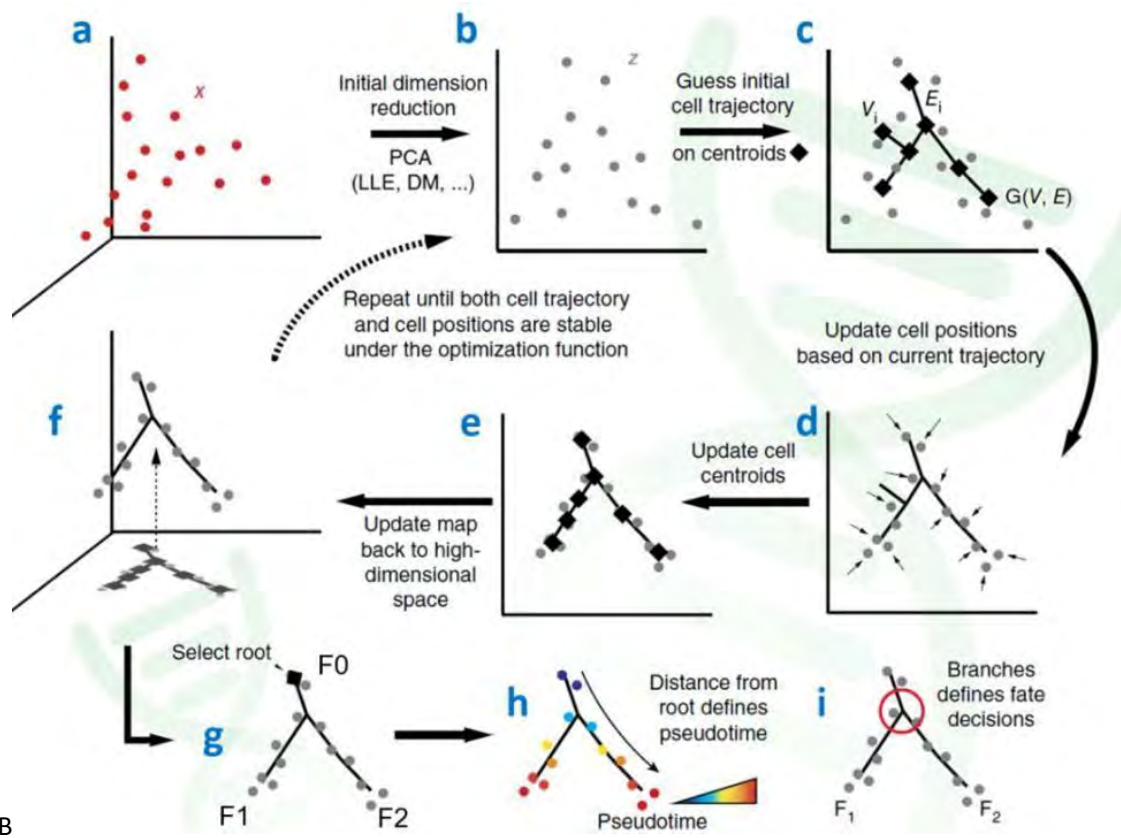 a
x
Initial dimension
reduction
PCA
(LLE, DM, ...)
b
z
Guess initial
cell trajectory
on centroids
c
Vi
Ei
G(V, E)
Repeat until both cell trajectory
and cell positions are stable
under the optimization function
Update cell positions
based on current trajectory
f
Update map
back to high-
dimensional
space
e
Update cell
centroids
d
Select root
F0
g
F1
F2
h
Distance from
root defines
pseudotime
Pseudotime
i
Branches
defines fate
decisions
F1
F2
B